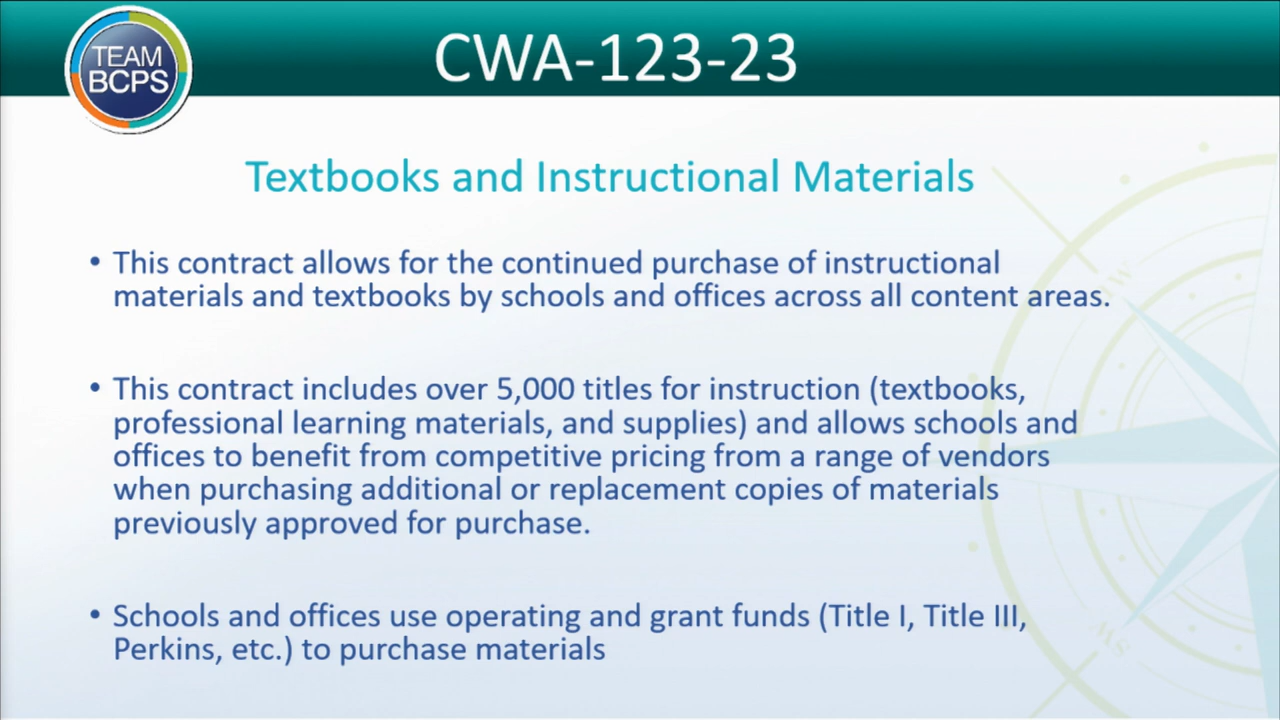 TEAM
BCPS
CWA-123-23
Textbooks and Instructional Materials
• This contract allows for the continued purchase of instructional
materials and textbooks by schools and offices across all content areas.
• This contract includes over 5,000 titles for instruction (textbooks,
professional learning materials, and supplies) and allows schools and
offices to benefit from competitive pricing from a range of vendors
when purchasing additional or replacement copies of materials
previously approved for purchase.
• Schools and offices use operating and grant funds (Title I, Title III,
Perkins, etc.) to purchase materials